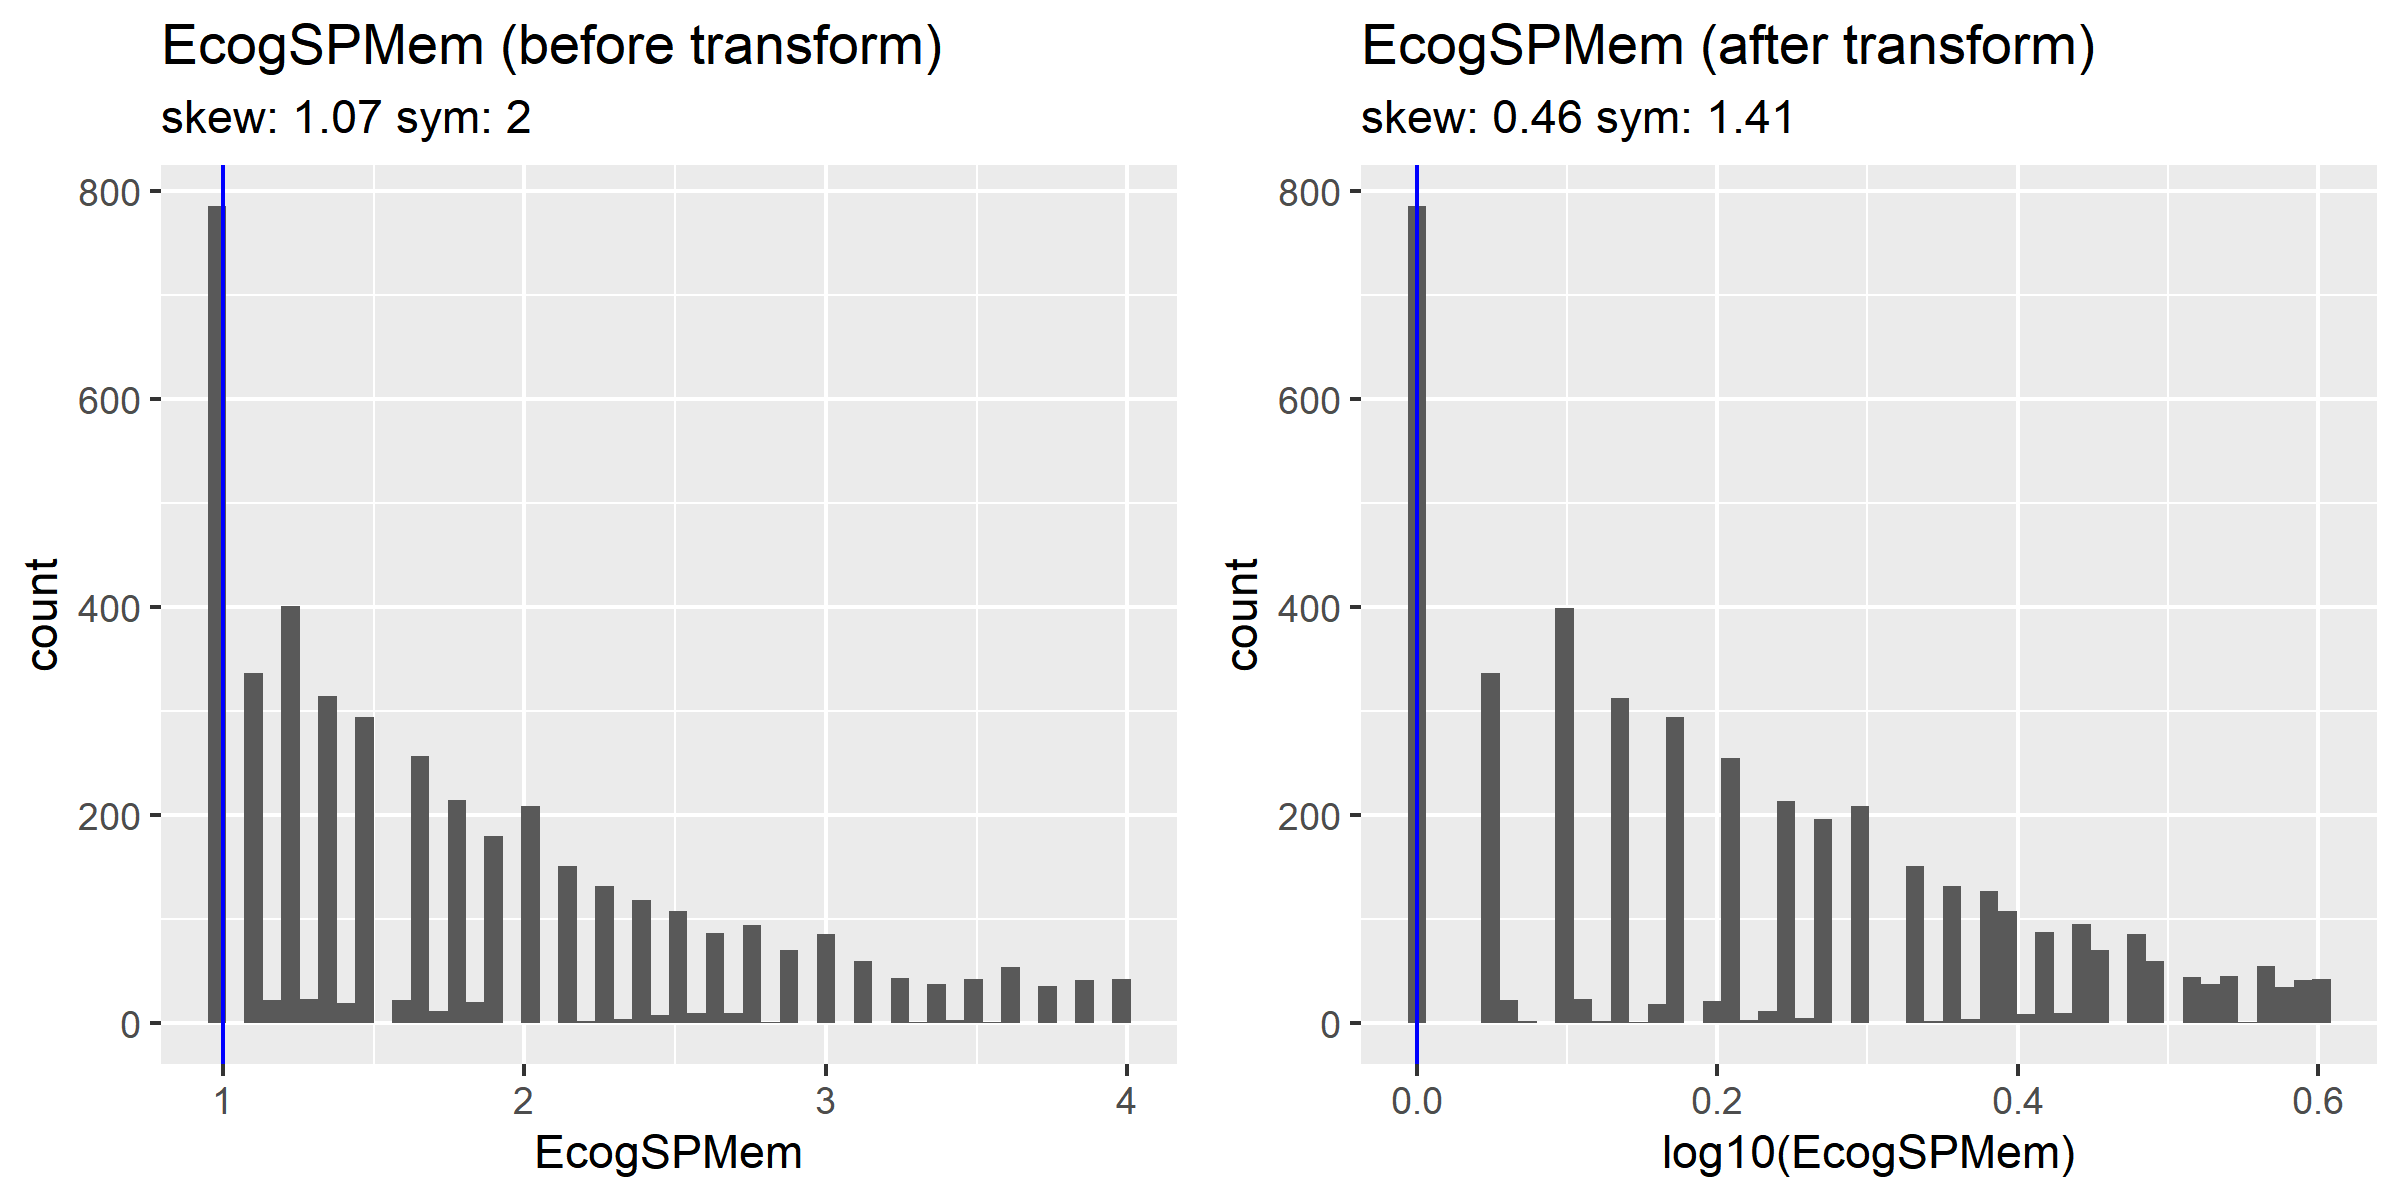 EcogSPMem (before transform)
skew: 1.07 sym: 2
800
600
400
200
0
count
1 2 3 4
EcogSPMem
EcogSPMem (after transform)
skew: 0.46 sym: 1.41
800
600
400
200
0
count
0.0 0.2 0.4 0.6
log10(EcogSPMem)